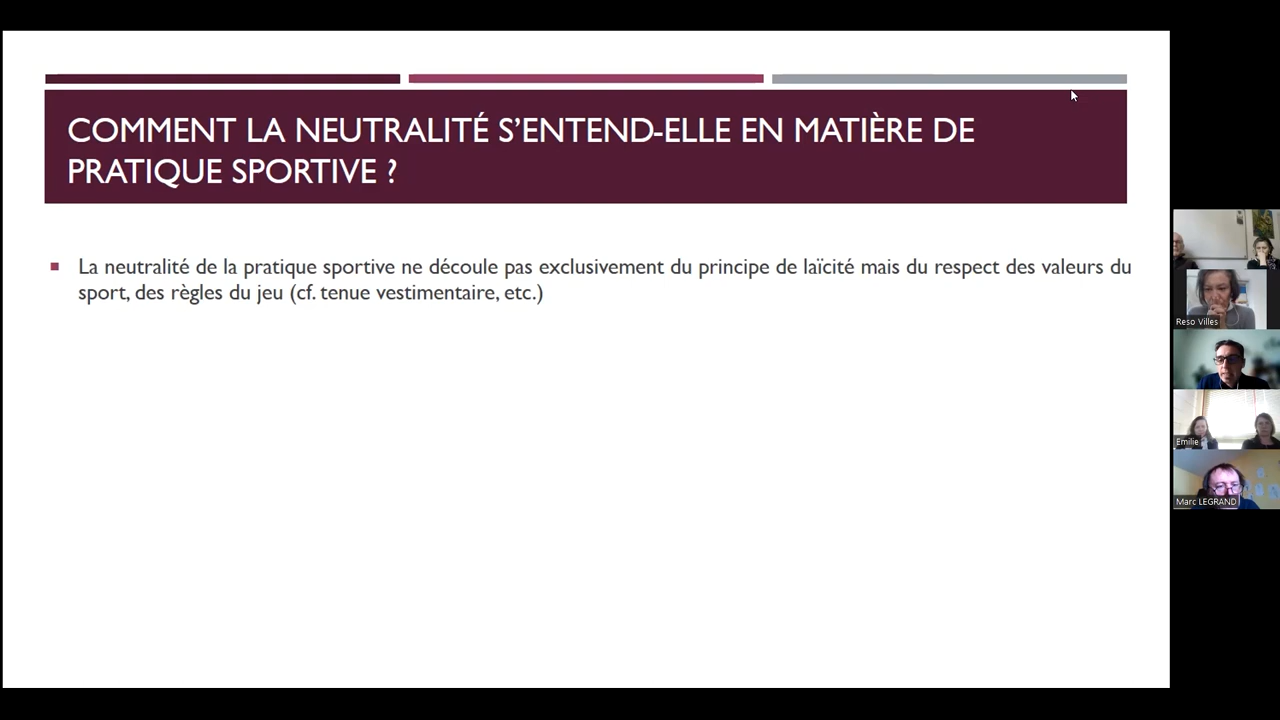 COMMENT LA NEUTRALITÉ S’ENTEND-ELLE EN MATIÈRE DE
PRATIQUE SPORTIVE ?
La neutralité de la pratique sportive ne découle pas exclusivement du principe de laïcité mais du respect des valeurs du
sport, des règles du jeu (cf. tenue vestimentaire, etc.)
Reso Villes
Emilie
Marc LEGRAND